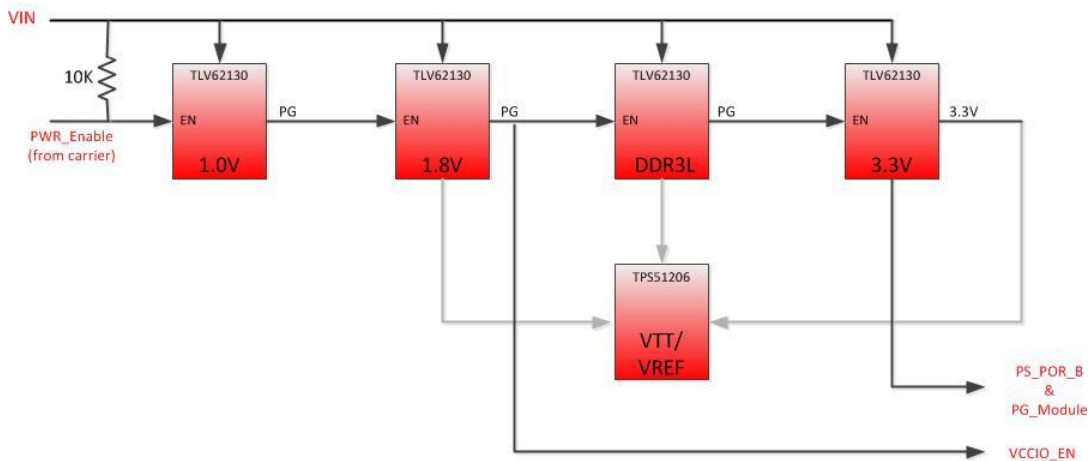 VIN
10K
PWR_Enable
(from carrier)
TLV62130
EN
1.0V
PG
TLV62130
EN
1.8V
PG
TLV62130
EN
DDR3L
PG
TLV62130
EN
3.3V
3.3V
TPS51206
VTT/
VREF
PS_POR_B
&
PG_Module
VCCIO_EN